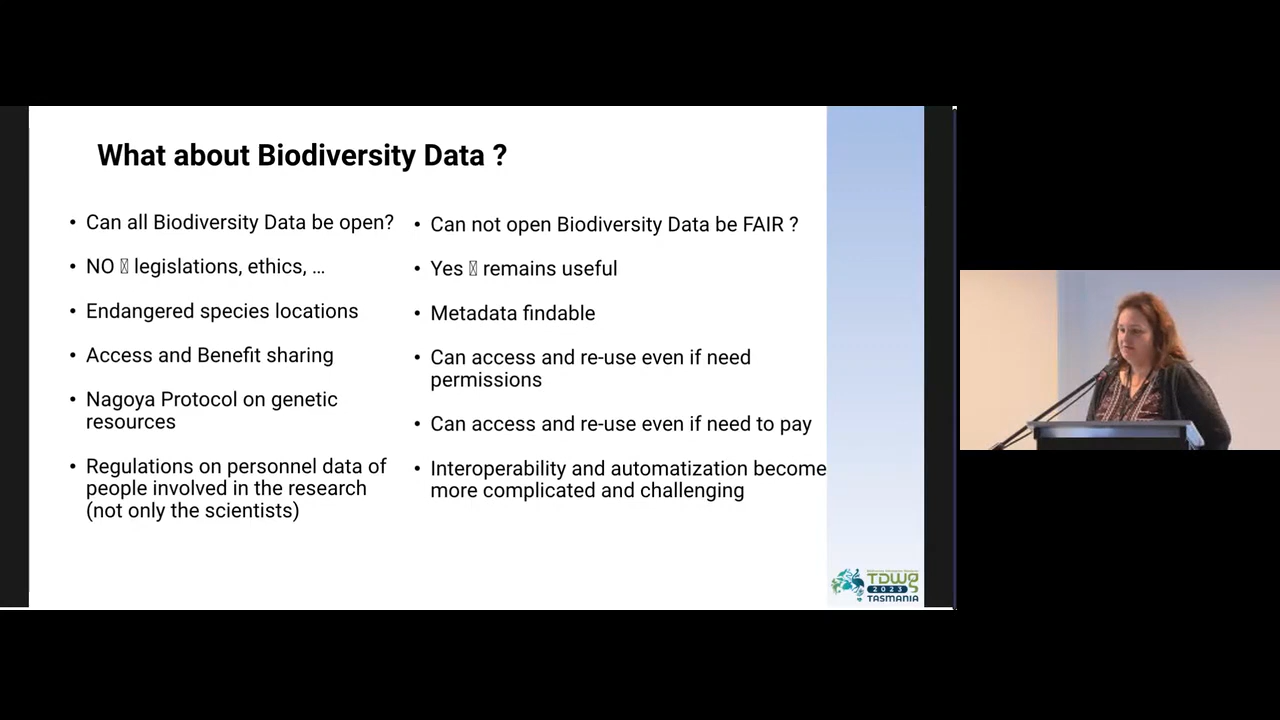 What about Biodiversity Data ?
• Can all Biodiversity Data be open?
• NO ▯ legislations, ethics, ...
• Endangered species locations
• Access and Benefit sharing
• Nagoya Protocol on genetic
resources
• Regulations on personnel data of
people involved in the research
(not only the scientists)
• Can not open Biodiversity Data be FAIR ?
• Yes ▯ remains useful
• Metadata findable
• Can access and re-use even if need
permissions
• Can access and re-use even if need to pay
• Interoperability and automatization become
more complicated and challenging
TDWG
2023
TASMANIA